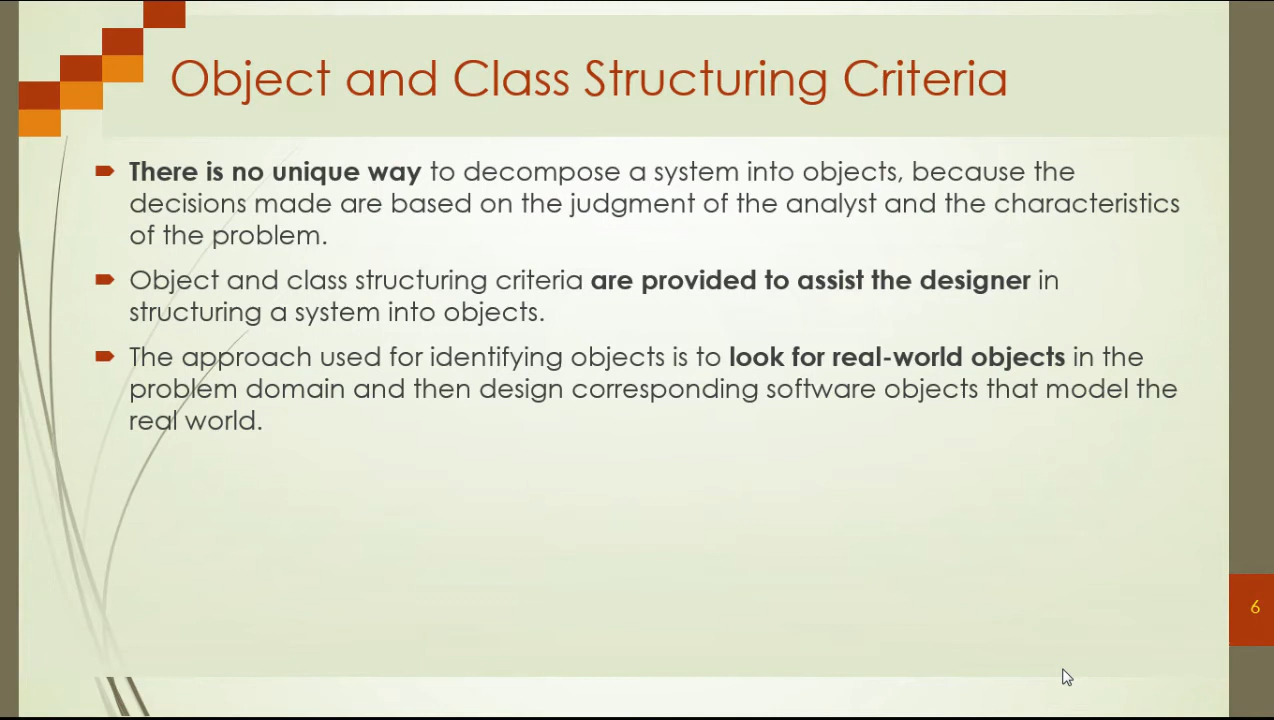 Object and Class Structuring Criteria
There is no unique way to decompose a system into objects, because the
decisions made are based on the judgment of the analyst and the characteristics
of the problem.
Object and class structuring criteria are provided to assist the designer in
structuring a system into objects.
The approach used for identifying objects is to look for real-world objects in the
problem domain and then design corresponding software objects that model the
real world.
6